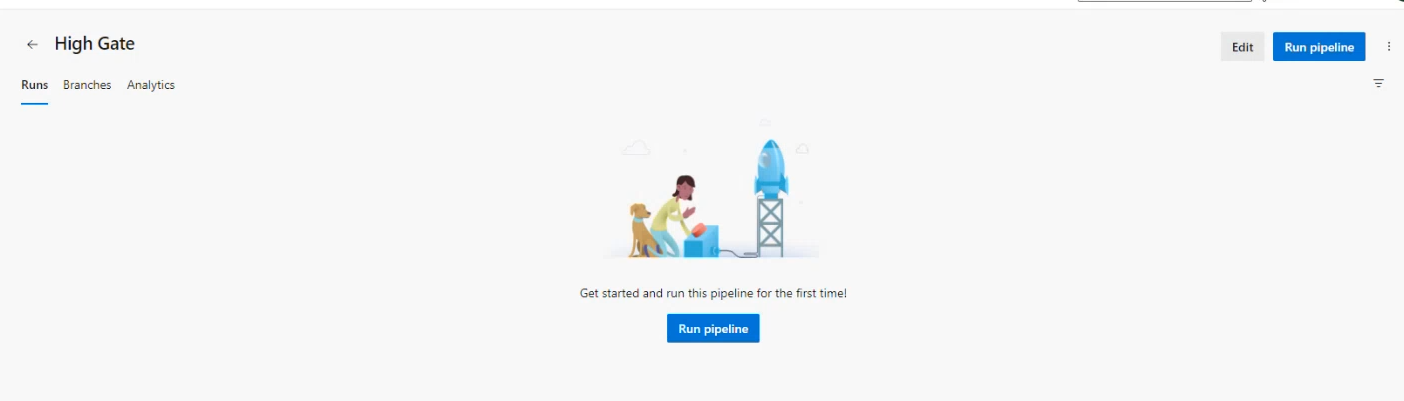 High Gate
Edit
Run pipeline
Runs Branches Analytics
Get started and run this pipeline for the first time!
Run pipeline